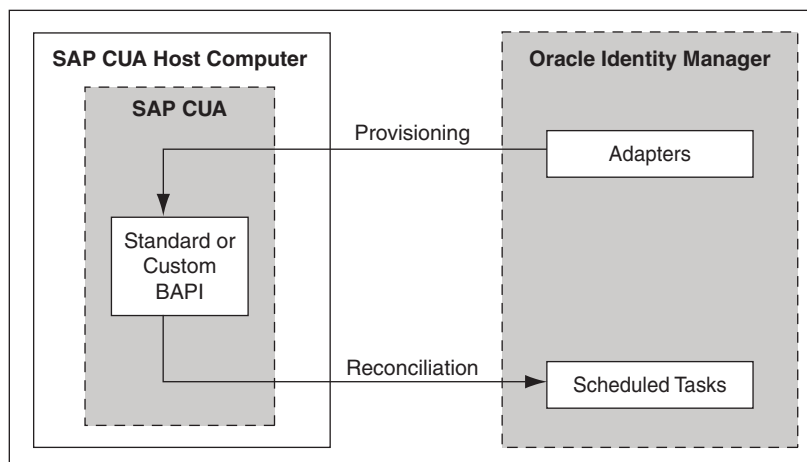 SAP CUA Host Computer
SAP CUA
Standard or
Custom
BAPI
Provisioning
Reconciliation
Oracle Identity Manager
Adapters
Scheduled Tasks